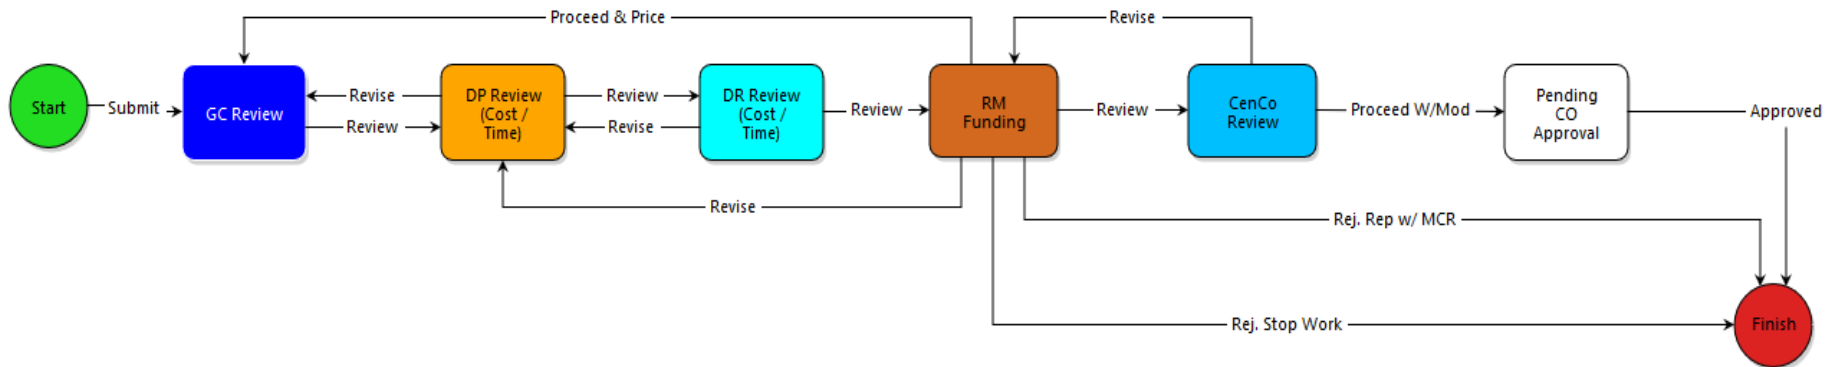 Proceed & Price
Revise
Start
Submit
GC Review
Revise
Review
DP Review
(Cost /
Time)
Review
Revise
DR Review
(Cost /
Time)
Review
RM
Funding
Review
CenCo
Review
Proceed W/Mod
Pending
CO
Approval
Approved
Revise
Rej. Rep w/ MCR
Rej. Stop Work
Finish